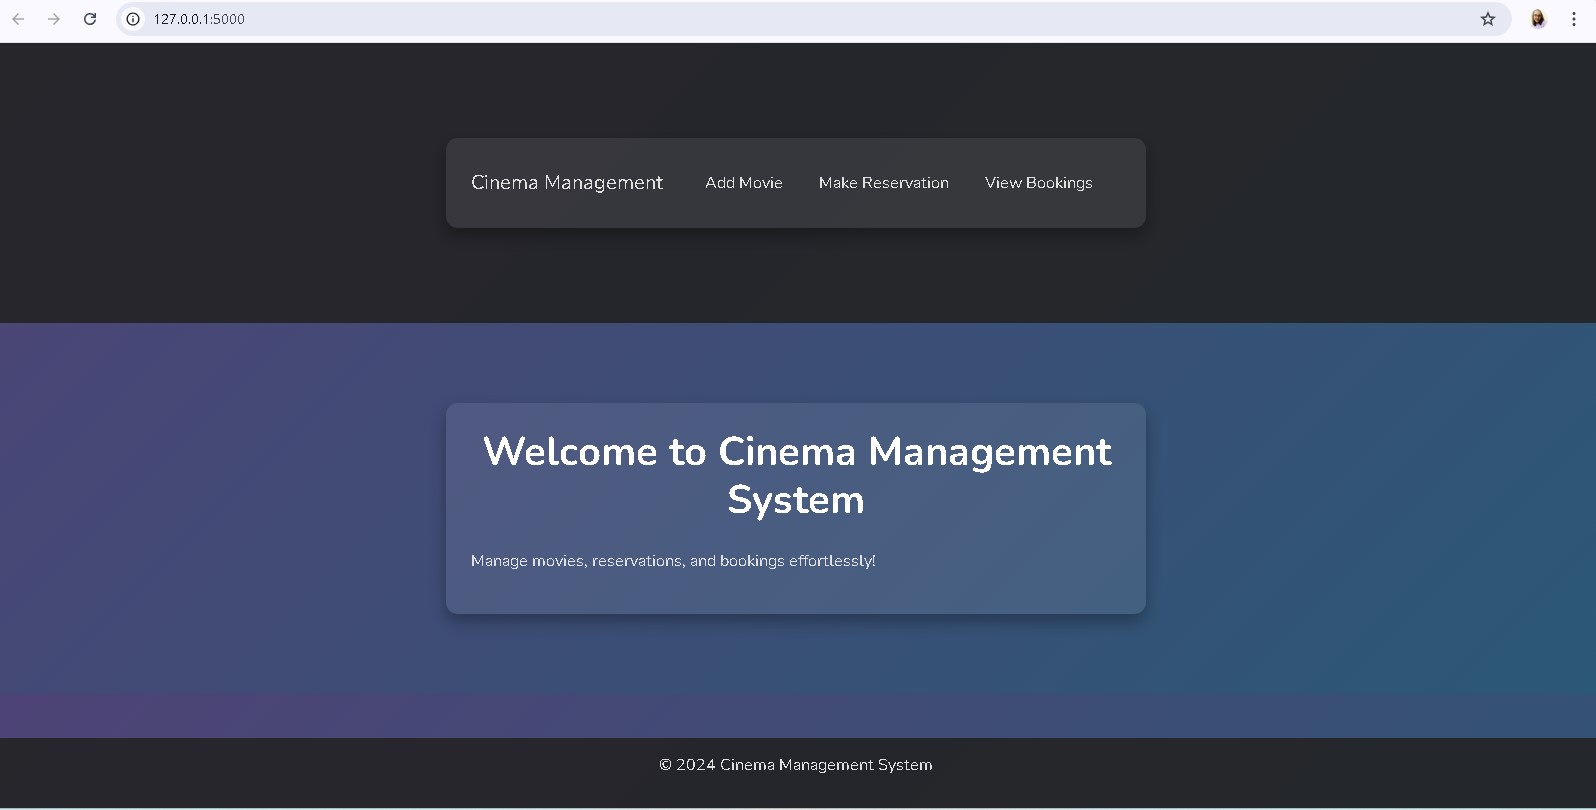 127.0.0.1:5000
Cinema Management Add Movie Make Reservation View Bookings
Welcome to Cinema Management
System
Manage movies, reservations, and bookings effortlessly!
© 2024 Cinema Management System